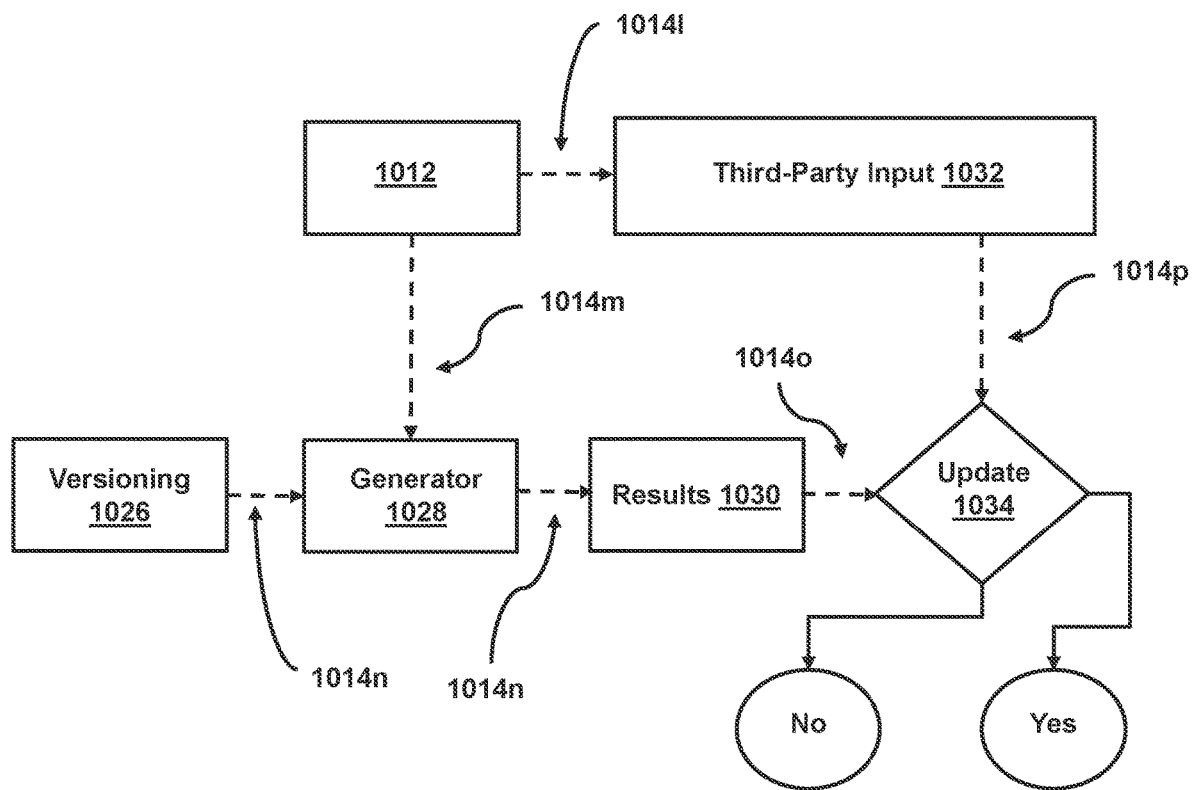 1014l
1012
Third-Party Input 1032
1014m
1014p
1014o
Versioning
1026
Generator
1028
Results 1030
Update
1034
1014n
1014n
No
Yes